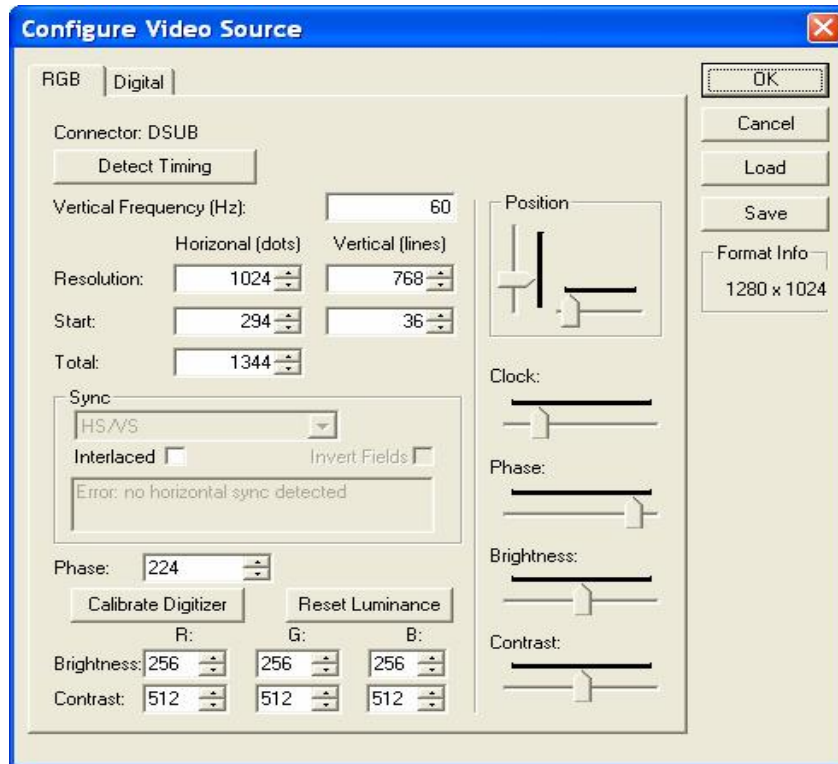 Configure Video Source
RGB
Digital
OK
Cancel
Load
Save
Format Info
1280 x 1024
Connector: DSUB
Detect Timing
Vertical Frequency (Hz): 60
Horizonal (dots) Vertical (lines)
Resolution: 1024 768
Start: 294 36
Total: 1344
Sync
HS/VS
Interlaced Invert Fields
Error: no horizontal sync detected
Phase: 224
Calibrate Digitizer Reset Luminance
R: G: B:
Brightness: 256 256 256
Contrast: 512 512 512
Position
Clock:
Phase:
Brightness:
Contrast: